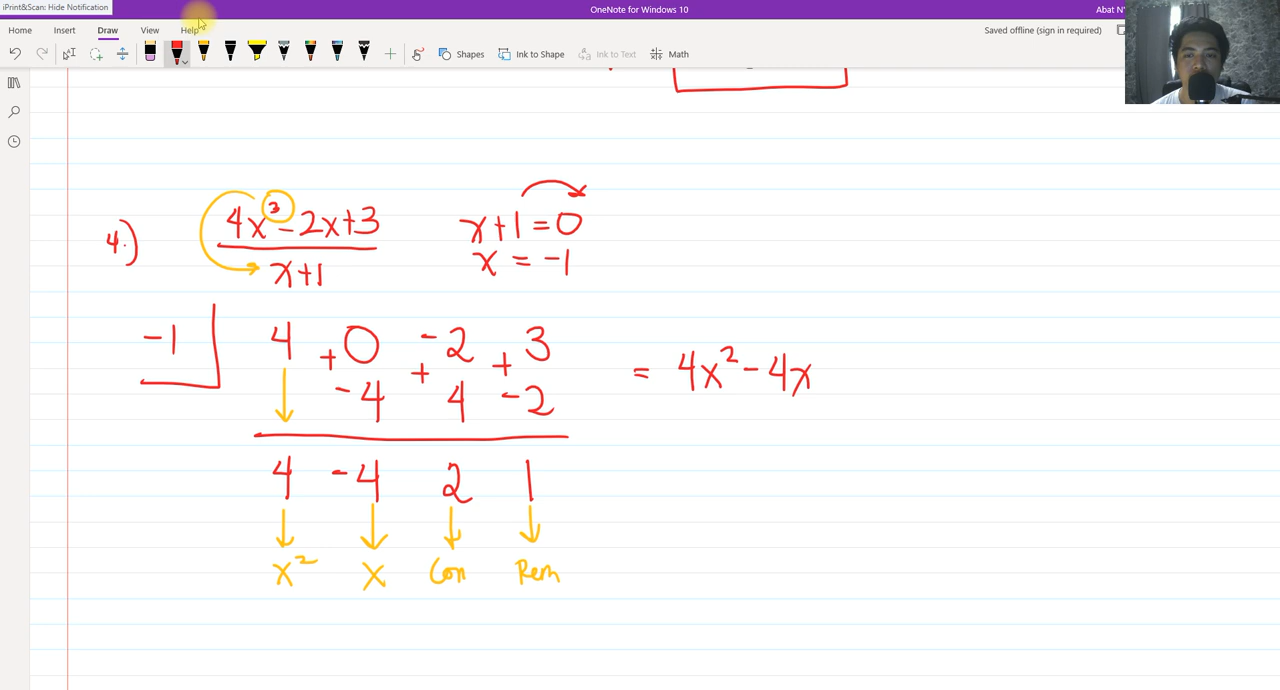 iPrint&Scan: Hide Notification
OneNote for Windows 10
Home Insert Draw View Help
Saved offline (sign in required)
Shapes Ink to Shape Ink to Text Math
4.) 4x³ - 2x + 3
x + 1
x + 1 = 0
x = -1
-1 4 + 0 + -2 + 3
-4 4 -2
4 -4 2 1
x² x Con Rem
= 4x² - 4x